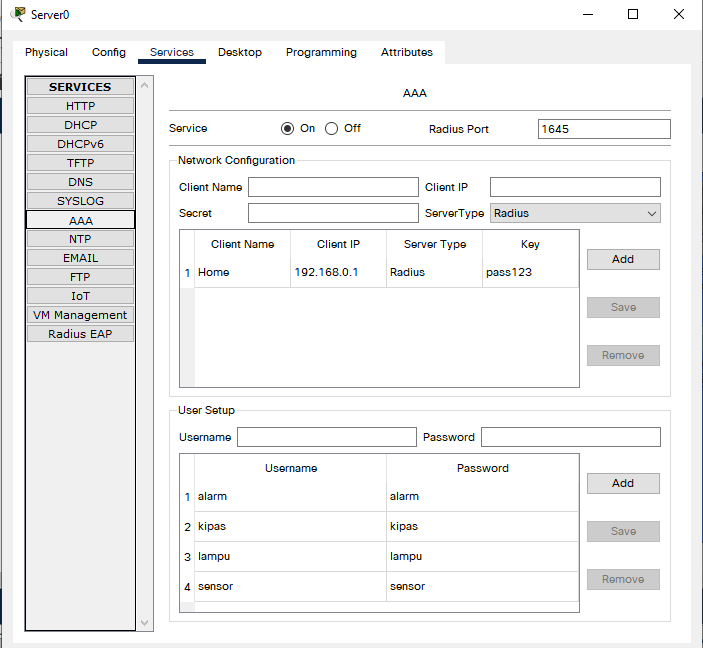 Server0
Physical Config Services Desktop Programming Attributes
SERVICES
HTTP
DHCP
DHCPv6
TFTP
DNS
SYSLOG
AAA
NTP
EMAIL
FTP
IoT
VM Management
Radius EAP
AAA
Service On Off Radius Port 1645
Network Configuration
Client Name Client IP
Secret ServerType Radius
Client Name Client IP Server Type Key
1 Home 192.168.0.1 Radius pass123
Add
Save
Remove
User Setup
Username Password
Username Password
1 alarm alarm
2 kipas kipas
3 lampu lampu
4 sensor sensor
Add
Save
Remove